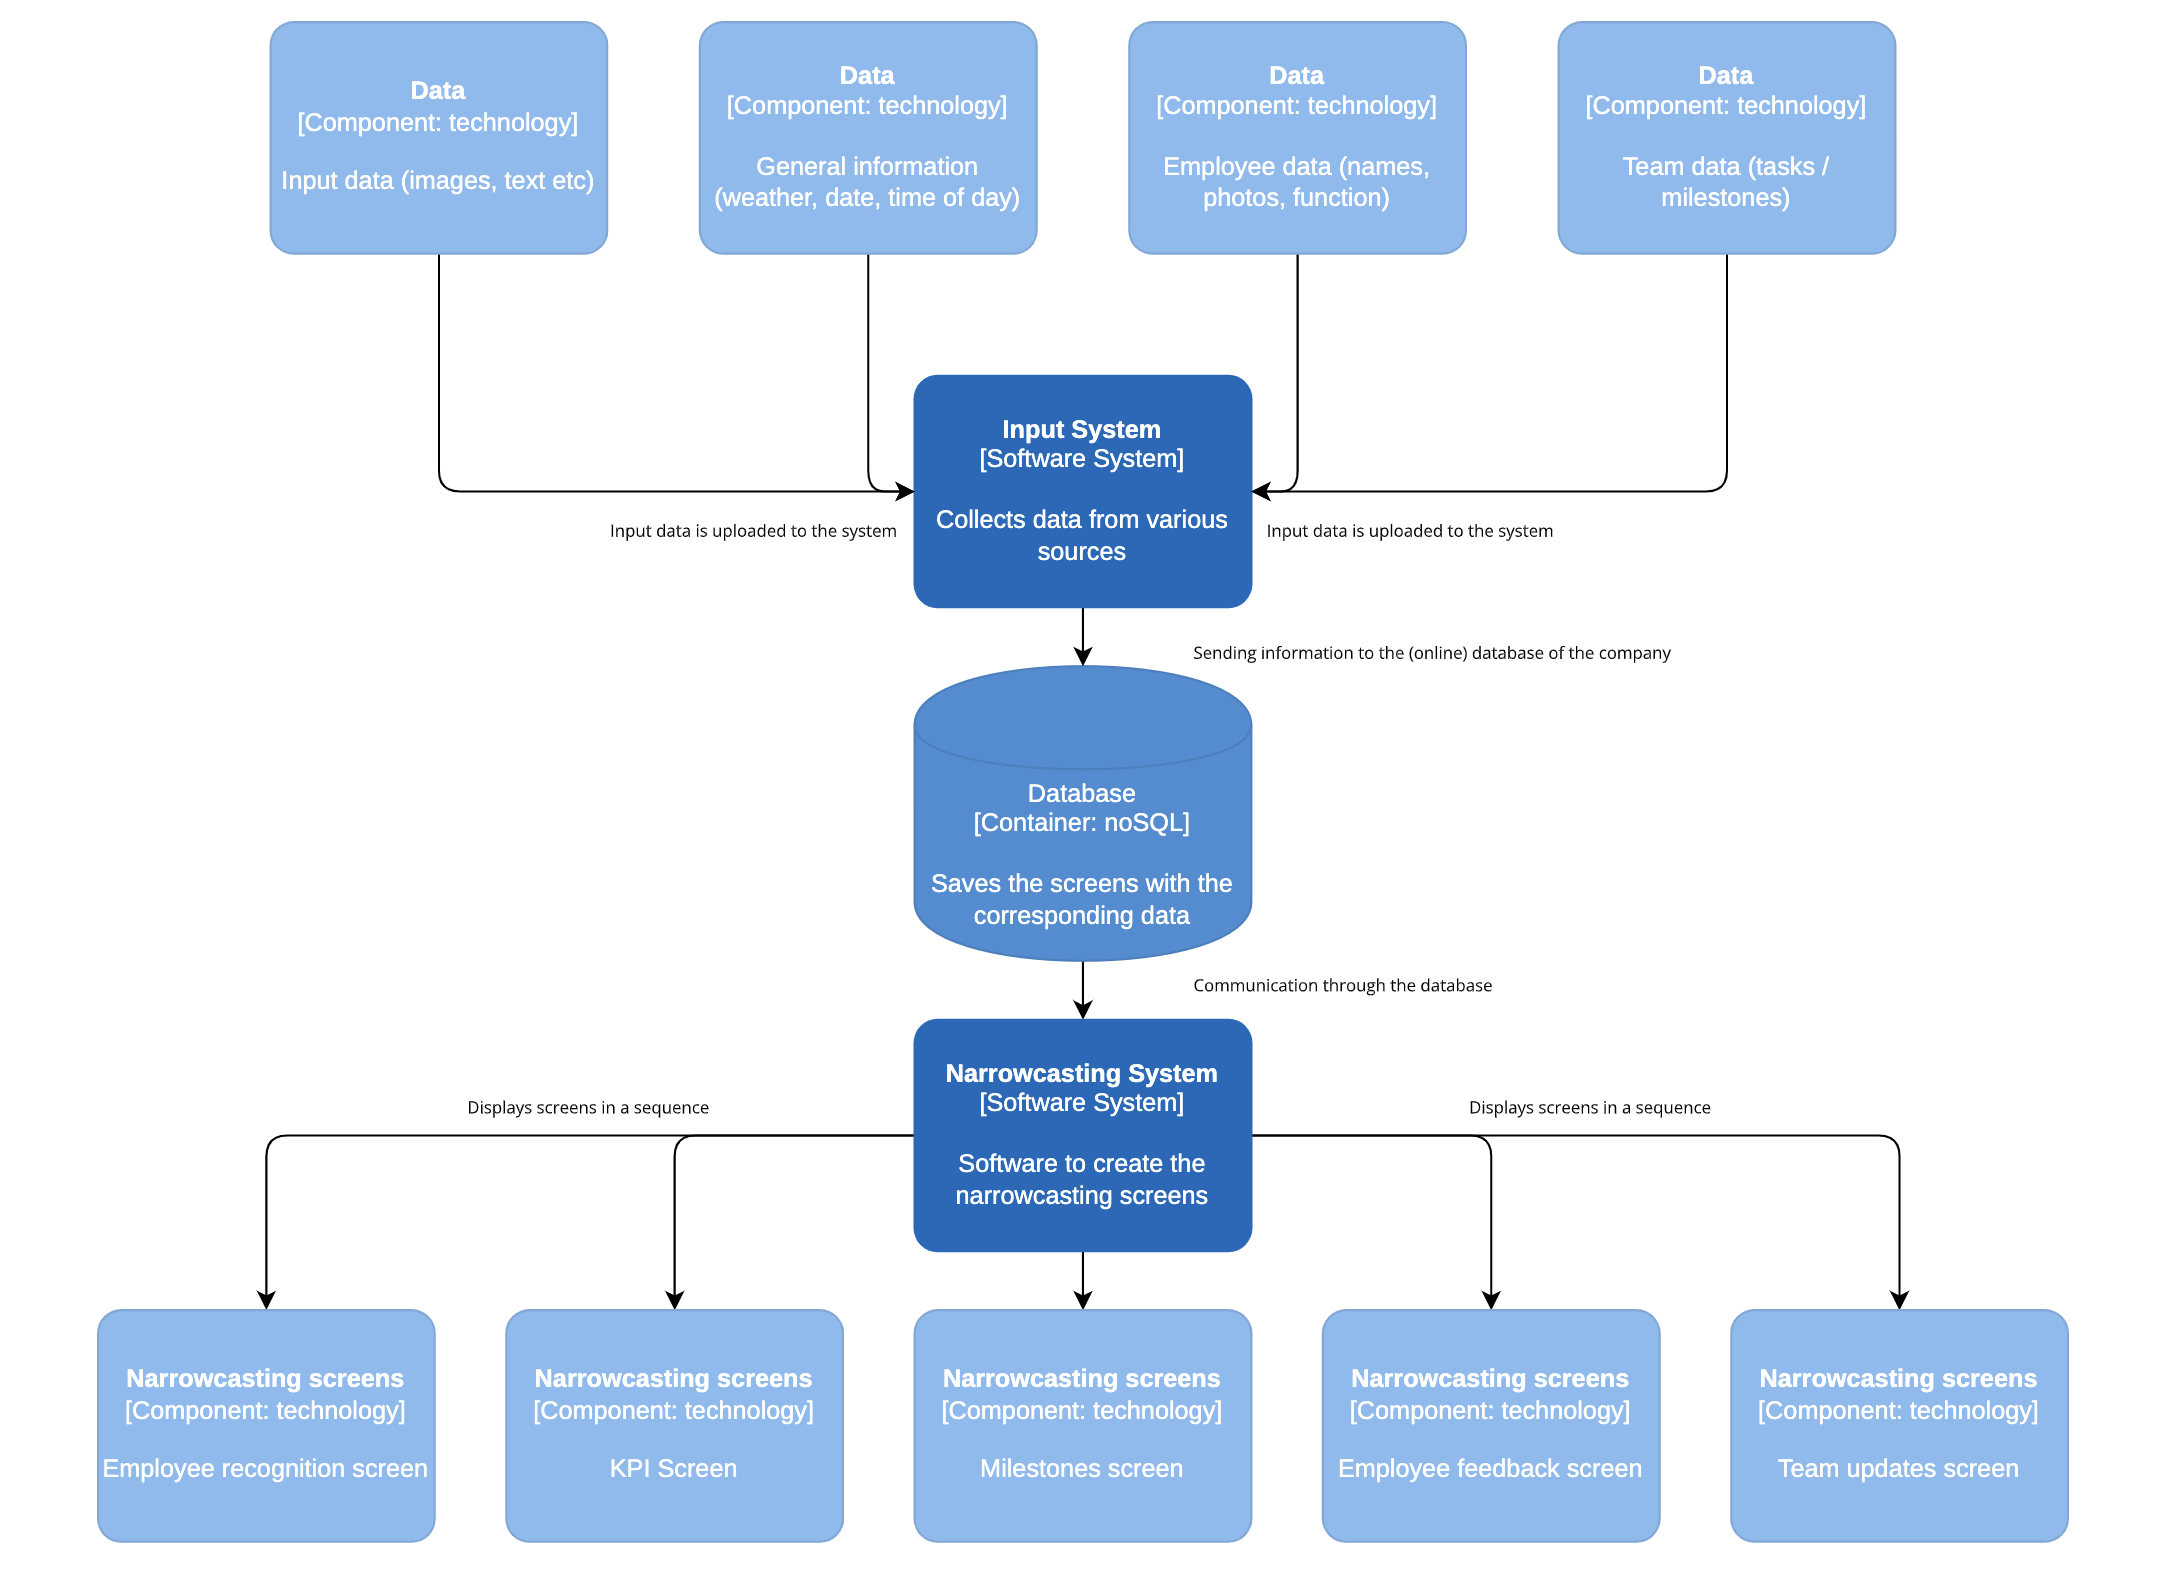 Data
[Component: technology]
Input data (images, text etc)
Data
[Component: technology]
General information
(weather, date, time of day)
Data
[Component: technology]
Employee data (names,
photos, function)
Data
[Component: technology]
Team data (tasks /
milestones)
Input System
[Software System]
Collects data from various
sources
Input data is uploaded to the system
Input data is uploaded to the system
Sending information to the (online) database of the company
Database
[Container: noSQL]
Saves the screens with the
corresponding data
Communication through the database
Narrowcasting System
[Software System]
Software to create the
narrowcasting screens
Displays screens in a sequence
Displays screens in a sequence
Narrowcasting screens
[Component: technology]
Employee recognition screen
Narrowcasting screens
[Component: technology]
KPI Screen
Narrowcasting screens
[Component: technology]
Milestones screen
Narrowcasting screens
[Component: technology]
Employee feedback screen
Narrowcasting screens
[Component: technology]
Team updates screen